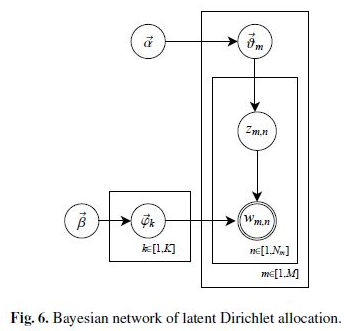 α⃗
ϑ⃗m
zm,n
β⃗
φ⃗k
wm,n
k∈[1,K]
n∈[1,Nm]
m∈[1,M]
Fig. 6. Bayesian network of latent Dirichlet allocation.